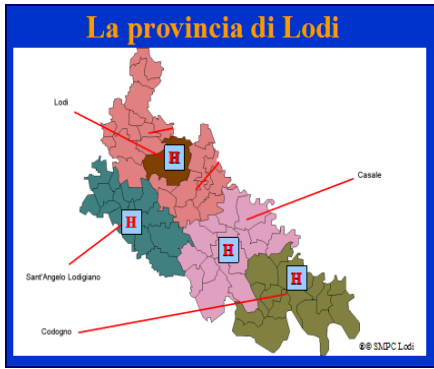 La provincia di Lodi
Lodi
H
Casale
H
H
Sant'Angelo Lodigiano
H
Codogno
®® SMPC Lodi